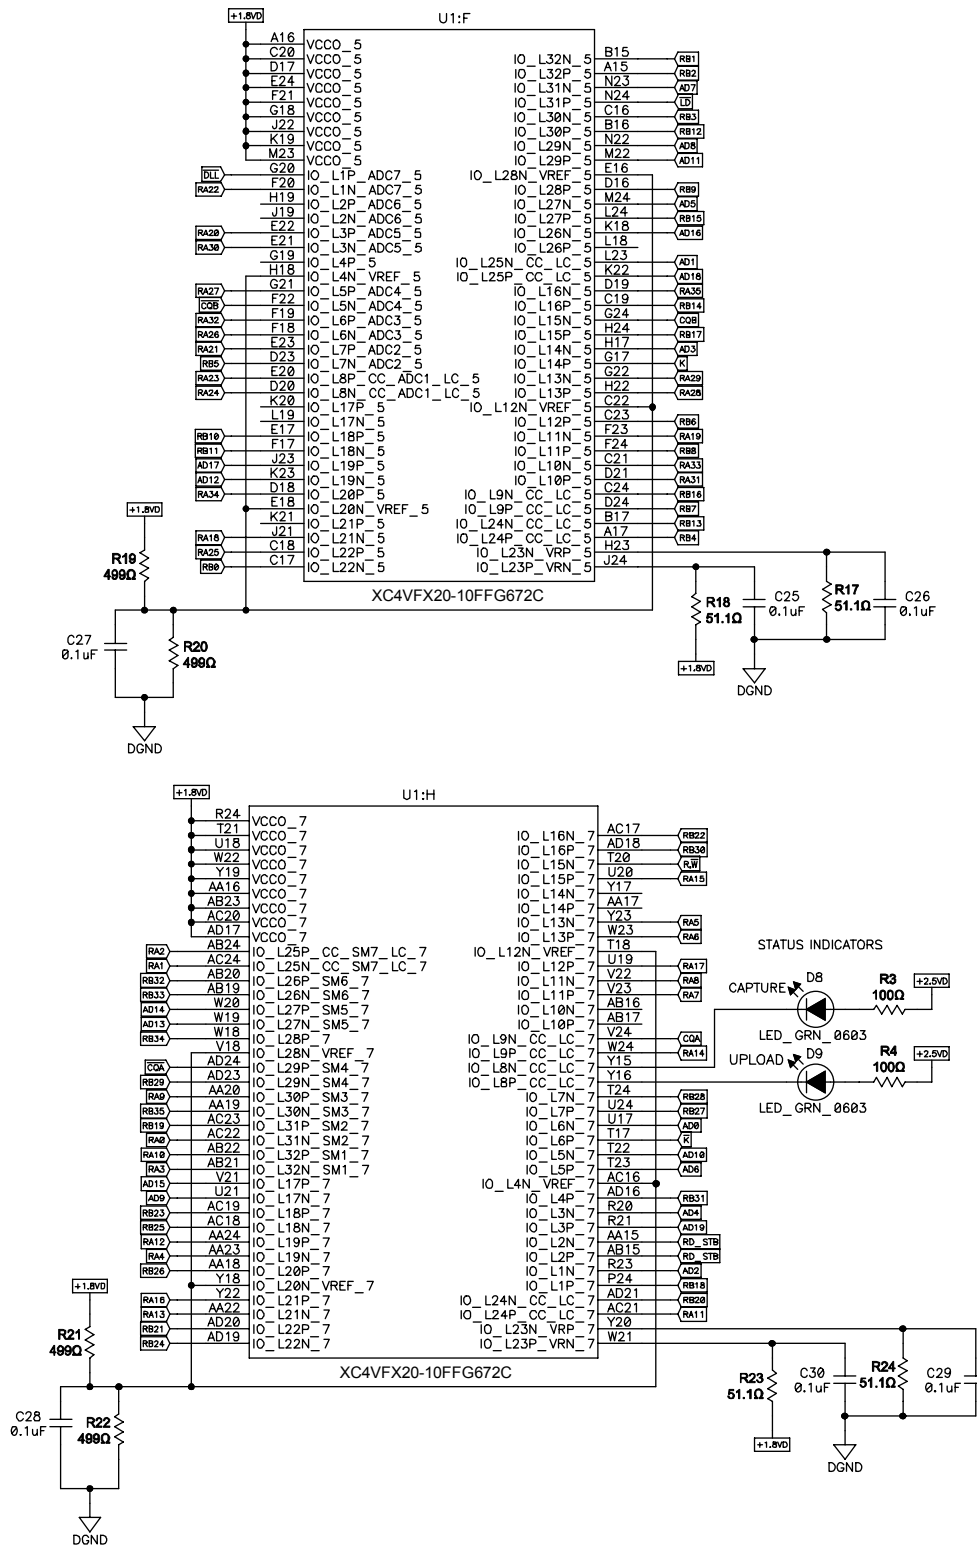 U1:F
+1.8VD
A16 VCCO_5
C20 VCCO_5
D17 VCCO_5
E24 VCCO_5
F21 VCCO_5
G18 VCCO_5
J22 VCCO_5
K19 VCCO_5
M23 VCCO_5
DLL G20 IO_L1P_ADC7_5
RA22 F20 IO_L1N_ADC7_5
H19 IO_L2P_ADC6_5
J19 IO_L2N_ADC6_5
RA20 E22 IO_L3P_ADC5_5
RA30 E21 IO_L3N_ADC5_5
G19 IO_L4P_5
H18 IO_L4N_VREF_5
RA27 G21 IO_L5P_ADC4_5
CQB F22 IO_L5N_ADC4_5
RA32 F19 IO_L6P_ADC3_5
RA26 F18 IO_L6N_ADC3_5
RA21 E23 IO_L7P_ADC2_5
RB5 D23 IO_L7N_ADC2_5
RA23 E20 IO_L8P_CC_ADC1_LC_5
RA24 D20 IO_L8N_CC_ADC1_LC_5
K20 IO_L17P_5
L19 IO_L17N_5
RB10 E17 IO_L18P_5
RB11 F17 IO_L18N_5
AD17 J23 IO_L19P_5
AD12 K23 IO_L19N_5
RA34 D18 IO_L20P_5
E18 IO_L20N_VREF_5
K21 IO_L21P_5
RA18 J21 IO_L21N_5
RA25 C18 IO_L22P_5
RB0 C17 IO_L22N_5
IO_L32N_5 B15 RB1
IO_L32P_5 A15 RB2
IO_L31N_5 N23 AD7
IO_L31P_5 N24 LD
IO_L30N_5 C16 RB3
IO_L30P_5 B16 RB12
IO_L29N_5 N22 AD8
IO_L29P_5 M22 AD11
IO_L28N_VREF_5 E16
IO_L28P_5 D16 RB9
IO_L27N_5 M24 AD5
IO_L27P_5 L24 RB15
IO_L26N_5 K18 AD16
IO_L26P_5 L18
IO_L25N_CC_LC_5 L23 AD1
IO_L25P_CC_LC_5 K22 AD18
IO_L16N_5 D19 RA35
IO_L16P_5 C19 RB14
IO_L15N_5 G24 CQB
IO_L15P_5 H24 RB17
IO_L14N_5 H17 AD3
IO_L14P_5 G17 K
IO_L13N_5 G22 RA29
IO_L13P_5 H22 RA28
IO_L12N_VREF_5 C22
IO_L12P_5 C23 RB6
IO_L11N_5 F23 RA19
IO_L11P_5 F24 RB8
IO_L10N_5 C21 RA33
IO_L10P_5 D21 RA31
IO_L9N_CC_LC_5 C24 RB16
IO_L9P_CC_LC_5 D24 RB7
IO_L24N_CC_LC_5 B17 RB13
IO_L24P_CC_LC_5 A17 RB4
IO_L23N_VRP_5 H23
IO_L23P_VRN_5 J24
XC4VFX20-10FFG672C
+1.8VD
R19
499Ω
C27
0.1uF
R20
499Ω
DGND
R18
51.1Ω
C25
0.1uF
R17
51.1Ω
C26
0.1uF
+1.8VD
DGND
U1:H
+1.8VD
R24 VCCO_7
T21 VCCO_7
U18 VCCO_7
W22 VCCO_7
Y19 VCCO_7
AA16 VCCO_7
AB23 VCCO_7
AC20 VCCO_7
AD17 VCCO_7
RA2 AB24 IO_L25P_CC_SM7_LC_7
RA1 AC24 IO_L25N_CC_SM7_LC_7
RB32 AB20 IO_L26P_SM6_7
RB33 AB19 IO_L26N_SM6_7
AD14 W20 IO_L27P_SM5_7
AD13 W19 IO_L27N_SM5_7
RB34 W18 IO_L28P_7
V18 IO_L28N_VREF_7
CQA AD24 IO_L29P_SM4_7
RB29 AD23 IO_L29N_SM4_7
RA9 AA20 IO_L30P_SM3_7
RB35 AA19 IO_L30N_SM3_7
RB19 AC23 IO_L31P_SM2_7
RA0 AC22 IO_L31N_SM2_7
RA10 AB22 IO_L32P_SM1_7
RA3 AB21 IO_L32N_SM1_7
AD15 V21 IO_L17P_7
AD9 U21 IO_L17N_7
RB23 AC19 IO_L18P_7
RB25 AC18 IO_L18N_7
RA12 AA24 IO_L19P_7
RA4 AA23 IO_L19N_7
RB26 AA18 IO_L20P_7
Y18 IO_L20N_VREF_7
RA16 Y22 IO_L21P_7
RA13 AA22 IO_L21N_7
RB21 AD20 IO_L22P_7
RB24 AD19 IO_L22N_7
IO_L16N_7 AC17 RB22
IO_L16P_7 AD18 RB30
IO_L15N_7 T20 R_W
IO_L15P_7 U20 RA15
IO_L14N_7 Y17
IO_L14P_7 AA17
IO_L13N_7 Y23 RA5
IO_L13P_7 W23 RA6
IO_L12N_VREF_7 T18
IO_L12P_7 U19 RA17
IO_L11N_7 V22 RA8
IO_L11P_7 V23 RA7
IO_L10N_7 AB16
IO_L10P_7 AB17
IO_L9N_CC_LC_7 V24 CQA
IO_L9P_CC_LC_7 W24 RA14
IO_L8N_CC_LC_7 Y15
IO_L8P_CC_LC_7 Y16
IO_L7N_7 T24 RB28
IO_L7P_7 U24 RB27
IO_L6N_7 U17 AD0
IO_L6P_7 T17 K
IO_L5N_7 T22 AD10
IO_L5P_7 T23 AD6
IO_L4N_VREF_7 AC16
IO_L4P_7 AD16 RB31
IO_L3N_7 R20 AD4
IO_L3P_7 R21 AD19
IO_L2N_7 AA15 RD_STB
IO_L2P_7 AB15 RD_STB
IO_L1N_7 R23 AD2
IO_L1P_7 P24 RB18
IO_L24N_CC_LC_7 AD21 RB20
IO_L24P_CC_LC_7 AC21 RA11
IO_L23N_VRP_7 Y20
IO_L23P_VRN_7 W21
XC4VFX20-10FFG672C
STATUS INDICATORS
CAPTURE
D8
LED_GRN_0603
R3
100Ω
+2.5VD
UPLOAD
D9
LED_GRN_0603
R4
100Ω
+2.5VD
+1.8VD
R21
499Ω
C28
0.1uF
R22
499Ω
DGND
R23
51.1Ω
C30
0.1uF
R24
51.1Ω
C29
0.1uF
+1.8VD
DGND